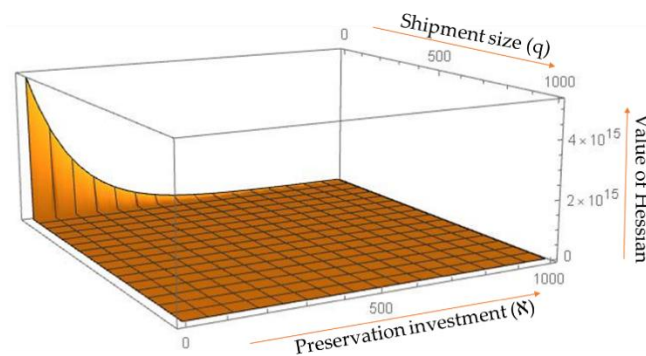 Shipment size (q)
0
500
1000
4 × 10^15
2 × 10^15
0
Value of Hessian
1000
500
0
Preservation investment (ℵ)